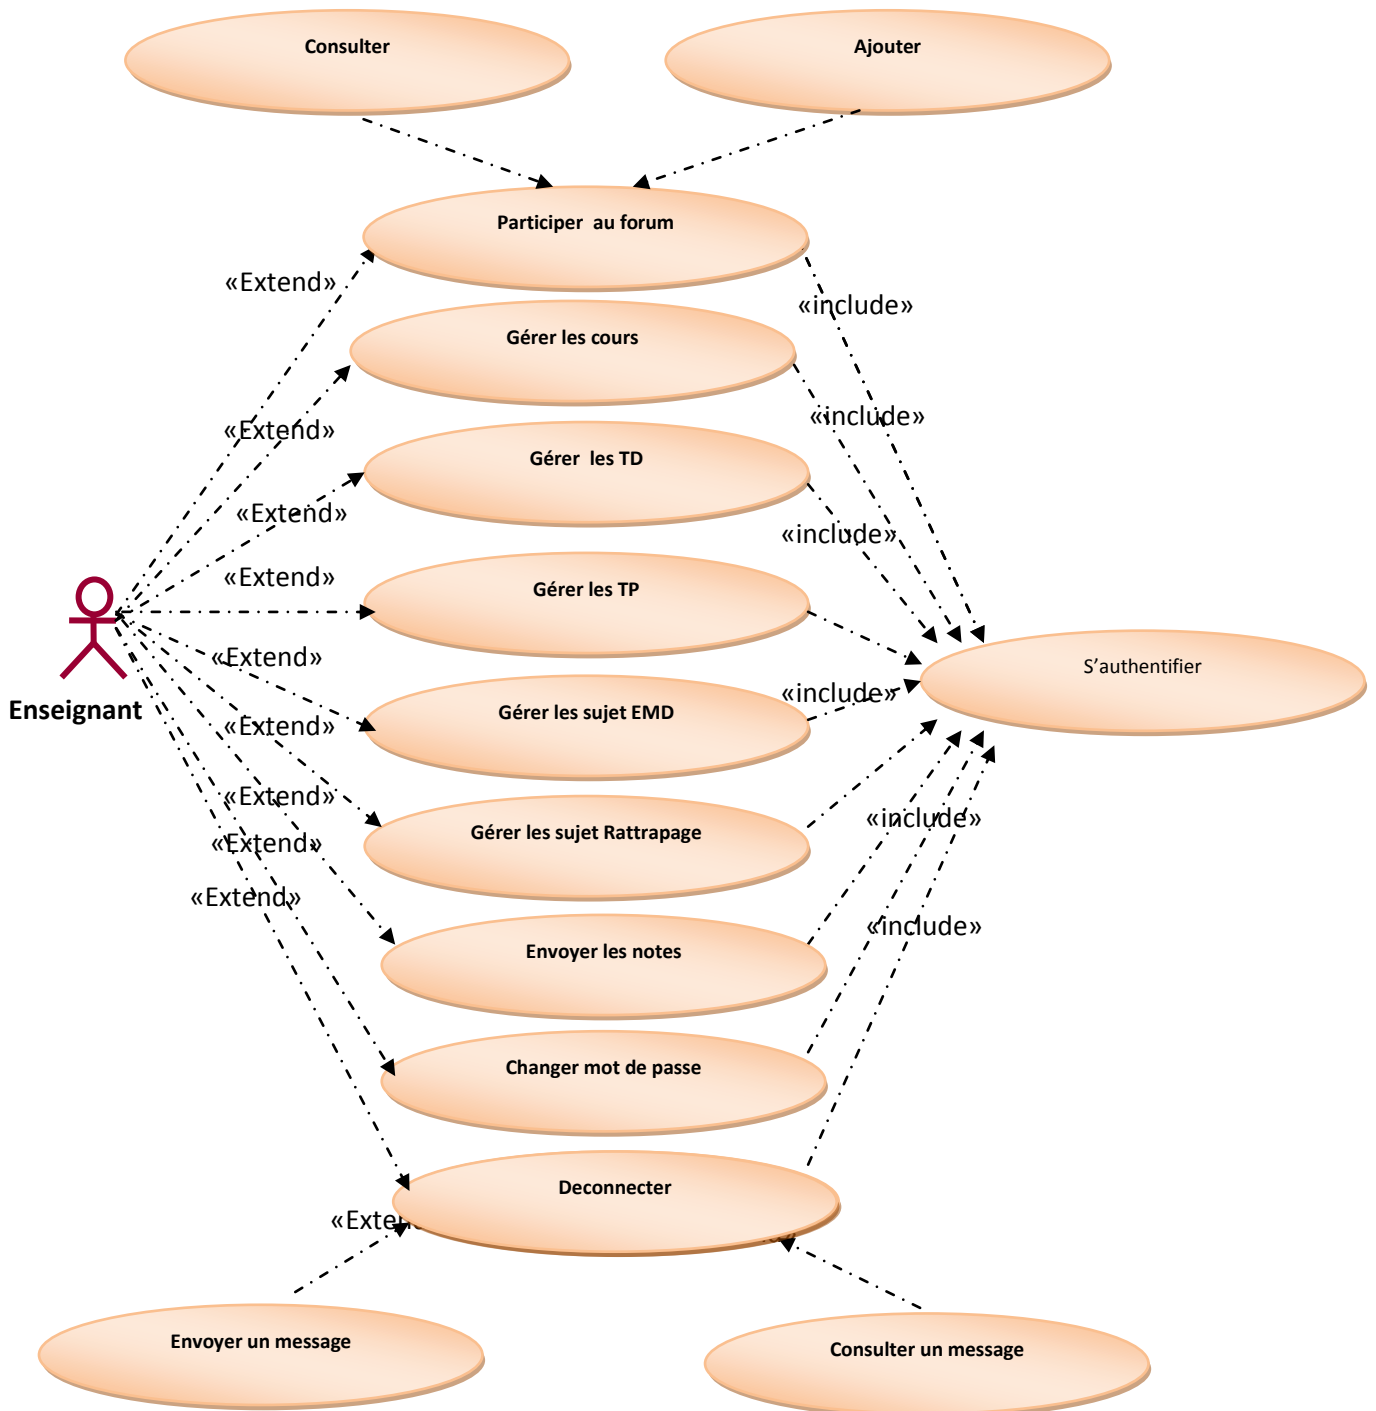 Consulter
Ajouter
Participer au forum
«Extend»
«include»
Gérer les cours
«Extend»
«include»
Gérer les TD
«Extend»
«include»
Gérer les TP
«Extend»
«Extend»
S'authentifier
Enseignant
Gérer les sujet EMD
«include»
«Extend»
Gérer les sujet Rattrapage
«Extend»
«include»
«Extend»
«Extend»
«include»
Envoyer les notes
Changer mot de passe
Deconnecter
«Exten
Envoyer un message
Consulter un message